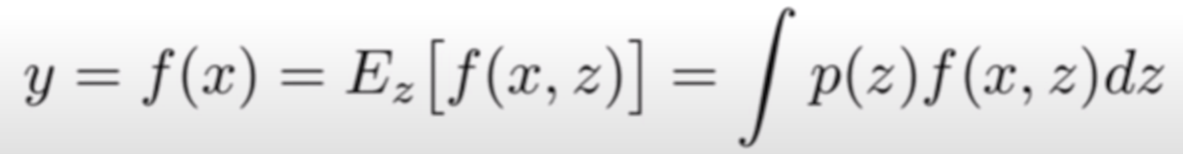 y = f(x) = E_z[f(x, z)] = ∫ p(z)f(x, z)dz